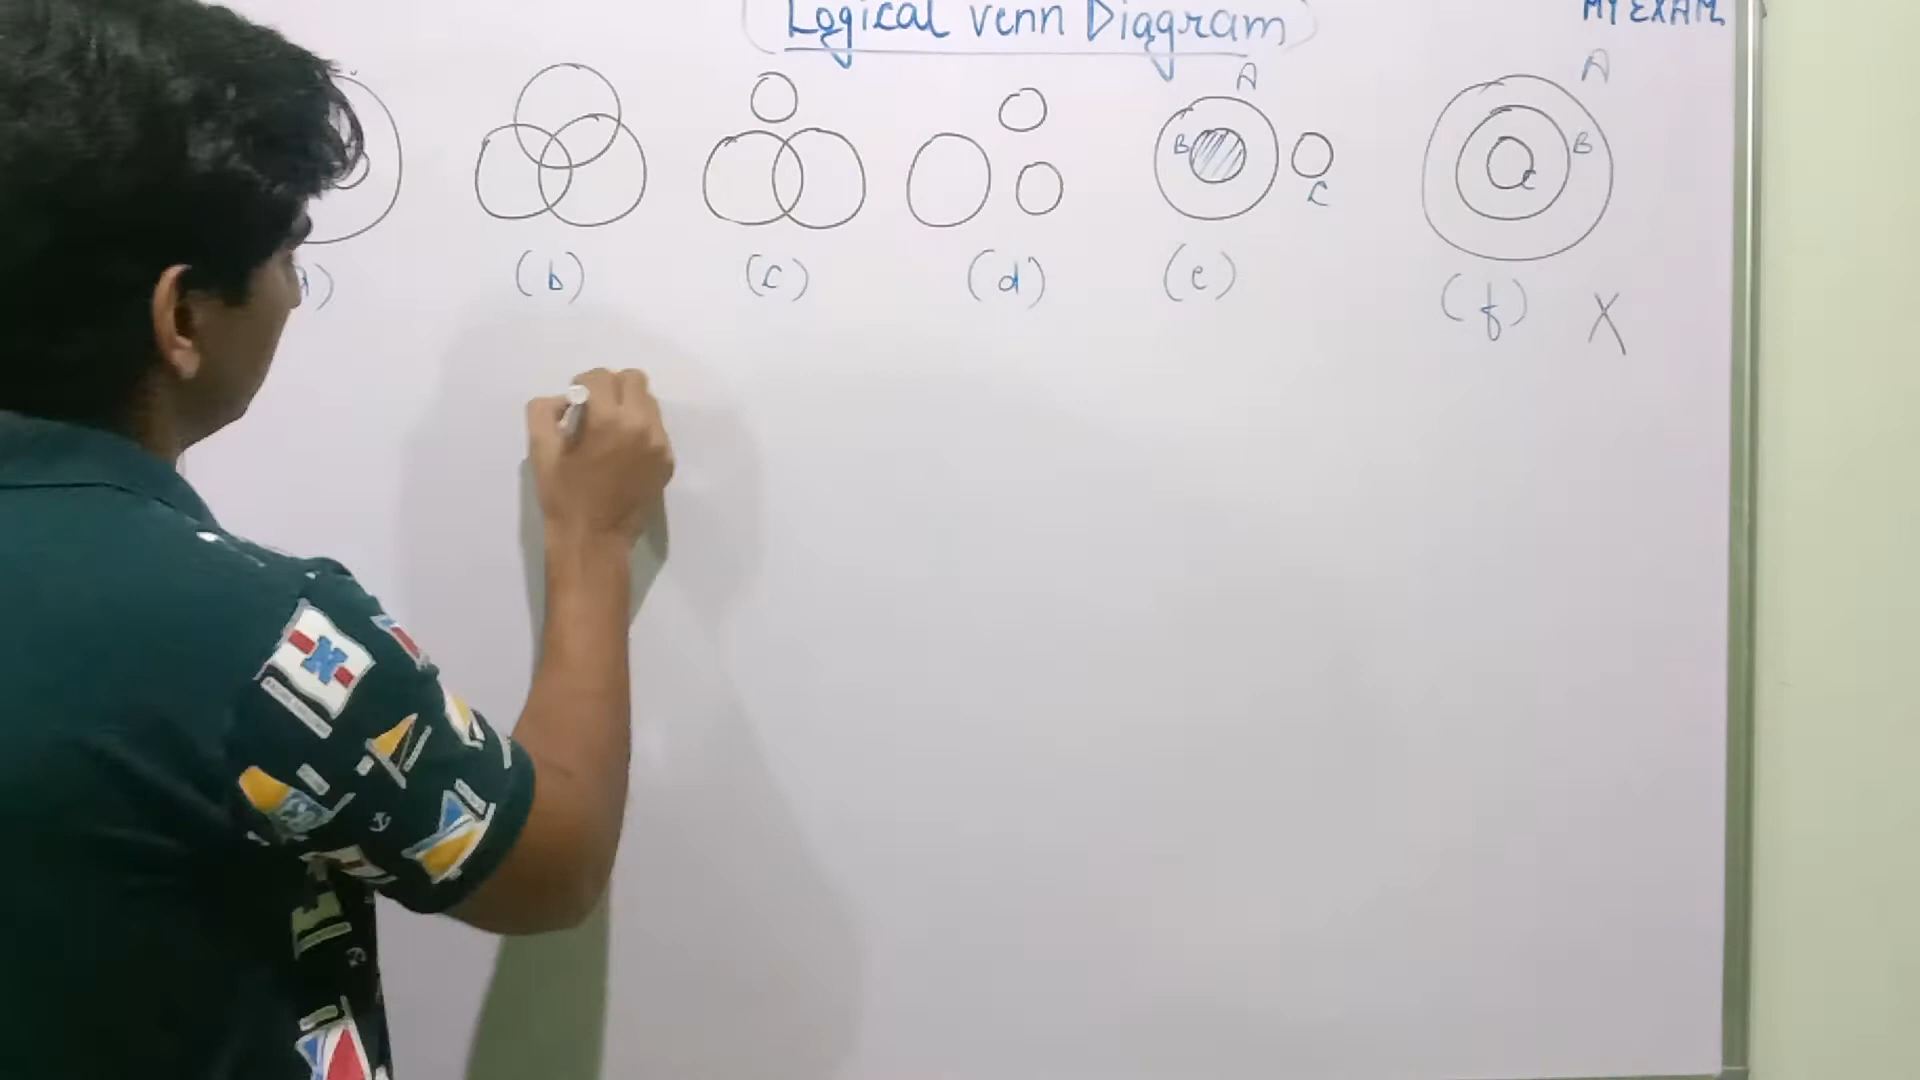 Logical Venn Diagram
MY EXAM
A
A
B
C
B
C
(b)
(c)
(d)
(e)
(f) X